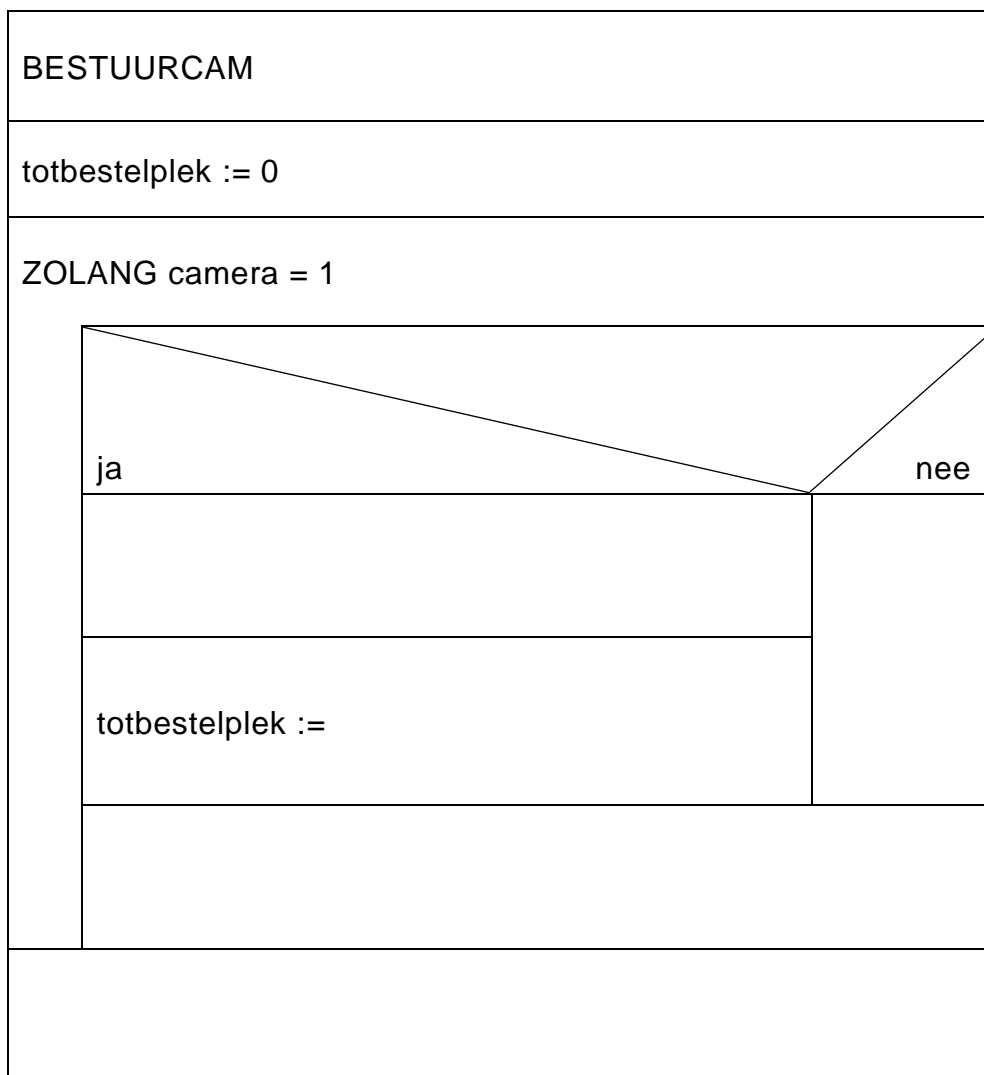 BESTUURCAM
totbestelplek := 0
ZOLANG camera = 1
ja
nee
totbestelplek :=